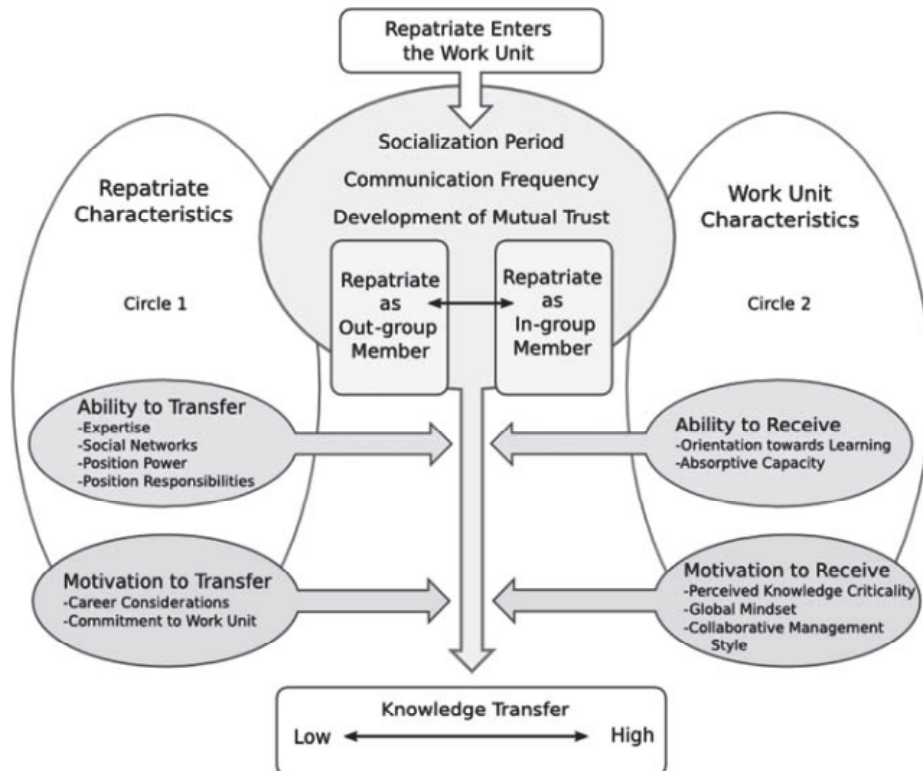 Repatriate Enters
the Work Unit
Socialization Period
Communication Frequency
Development of Mutual Trust
Repatriate
Characteristics
Circle 1
Work Unit
Characteristics
Circle 2
Repatriate
as
Out-group
Member
Repatriate
as
In-group
Member
Ability to Transfer
-Expertise
-Social Networks
-Position Power
-Position Responsibilities
Ability to Receive
-Orientation towards Learning
-Absorptive Capacity
Motivation to Transfer
-Career Considerations
-Commitment to Work Unit
Motivation to Receive
-Perceived Knowledge Criticality
-Global Mindset
-Collaborative Management
Style
Knowledge Transfer
Low
High